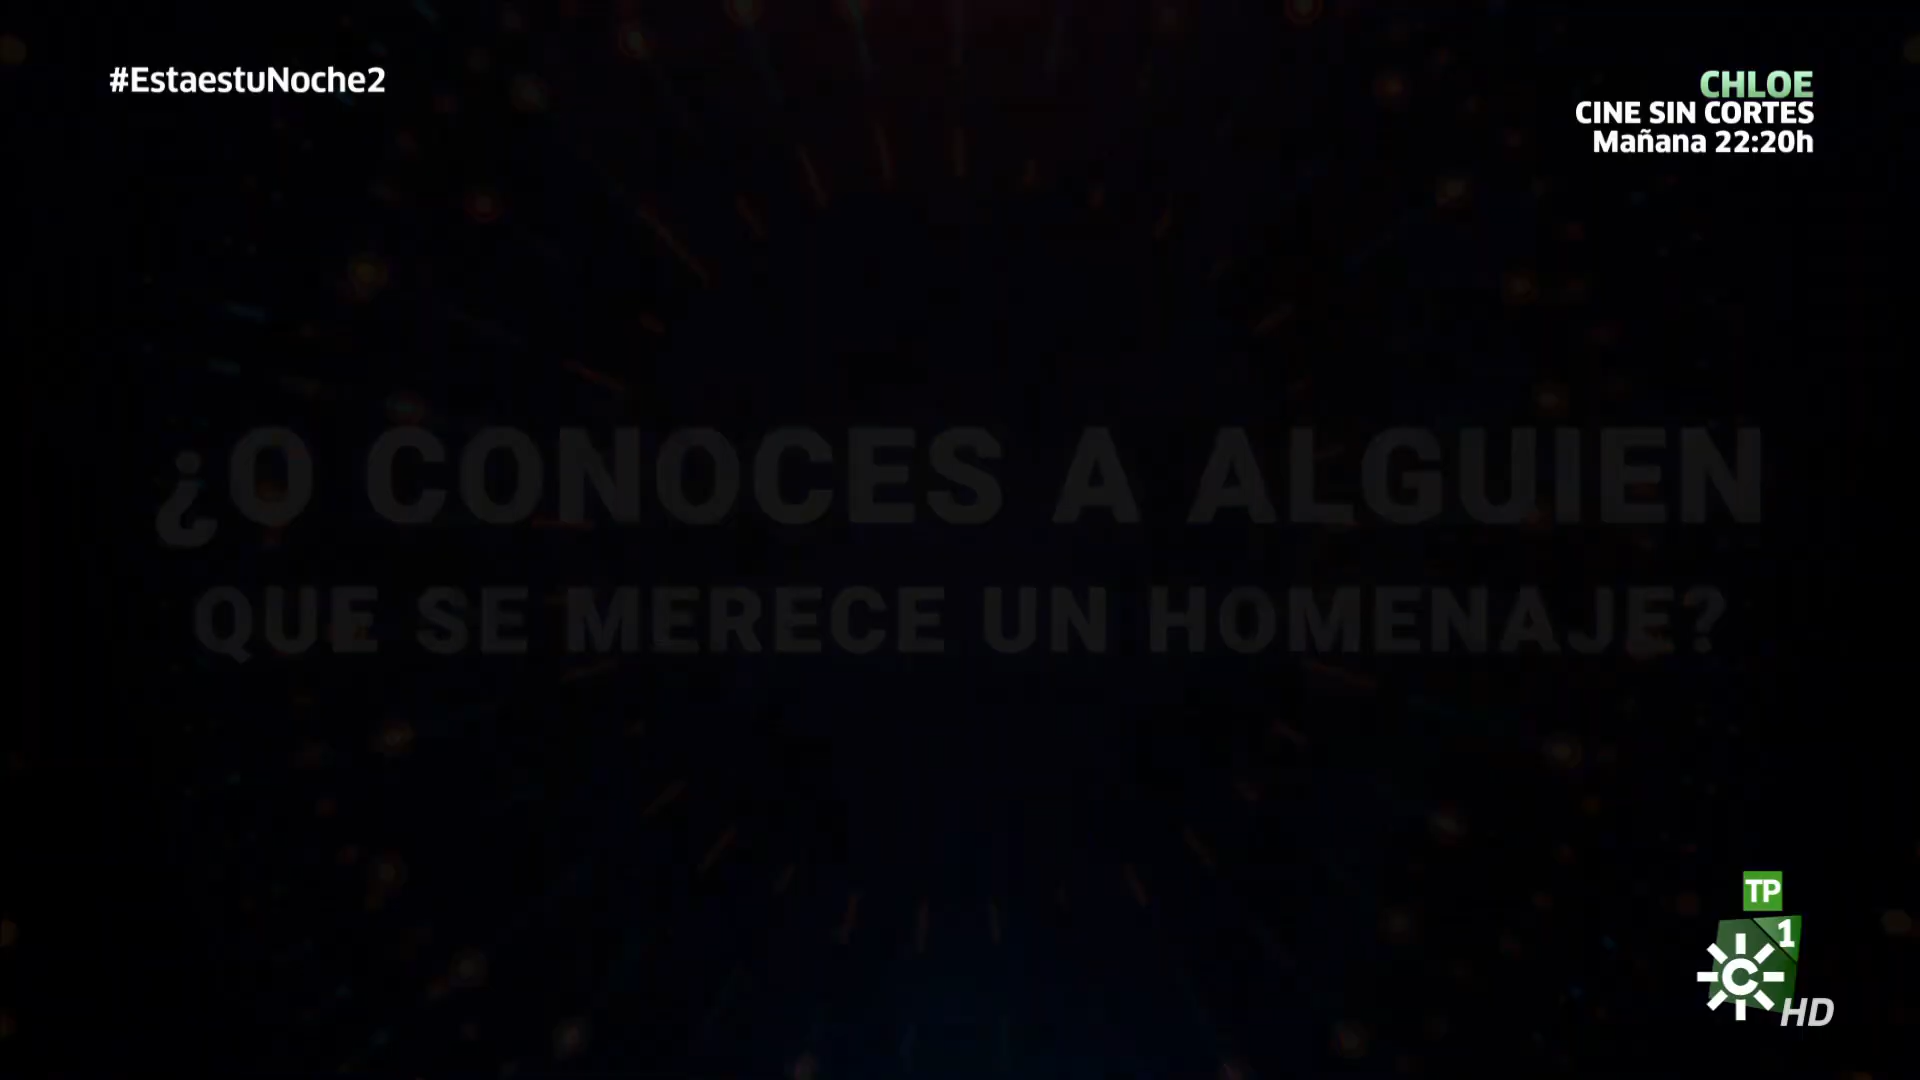 #EstaestuNoche2
CHLOE
CINE SIN CORTES
Mañana 22:20h
¿O CONOCES A ALGUIEN
QUE SE MERECE UN HOMENAJE?
TP
1
C
HD